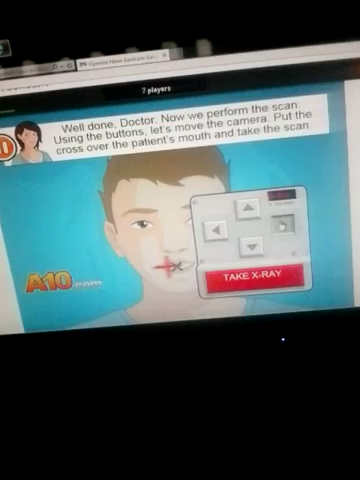 7 players
Well done, Doctor. Now we perform the scan.
Using the buttons, let's move the camera. Put the
cross over the patient's mouth and take the scan.
A10.com
TAKE X-RAY